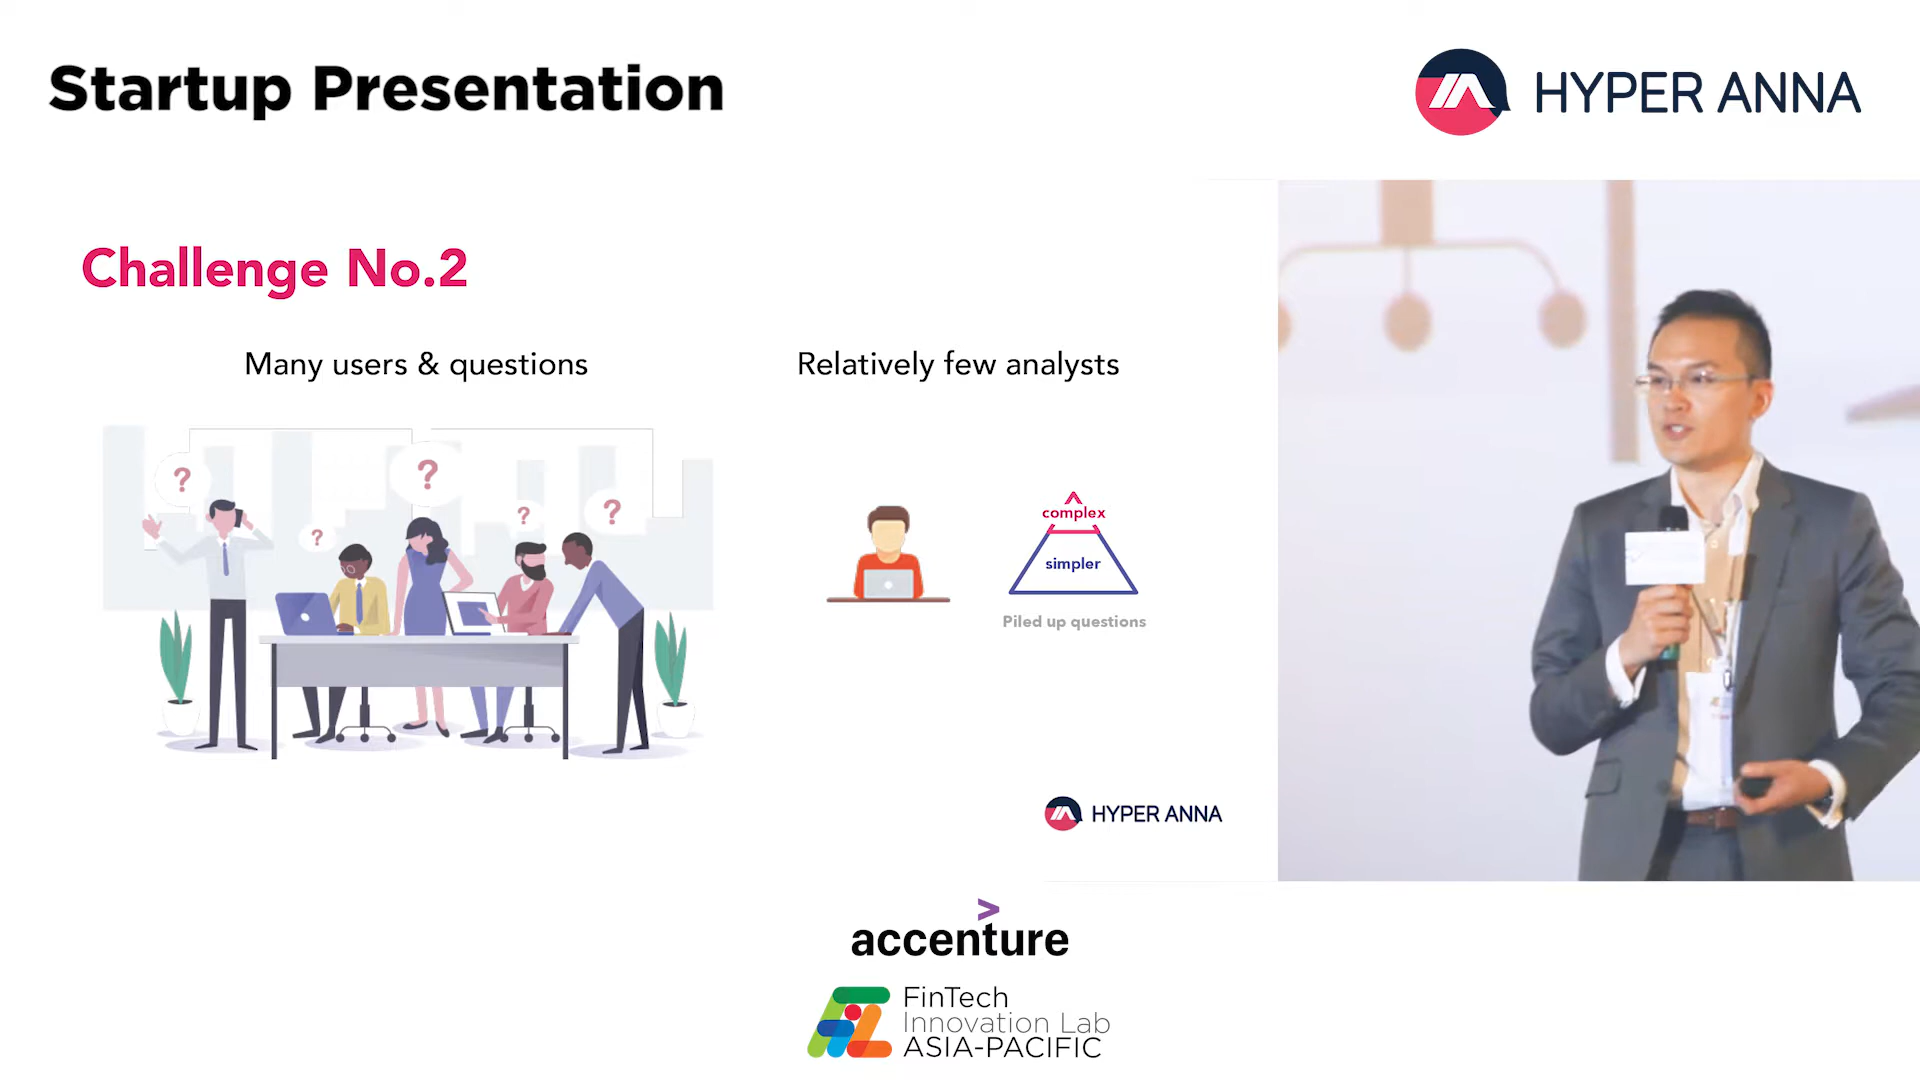 Startup Presentation
HYPER ANNA
Challenge No.2
Many users & questions
Relatively few analysts
?
?
?
?
?
complex
simpler
Piled up questions
HYPER ANNA
>
accenture
FinTech
Innovation Lab
ASIA-PACIFIC